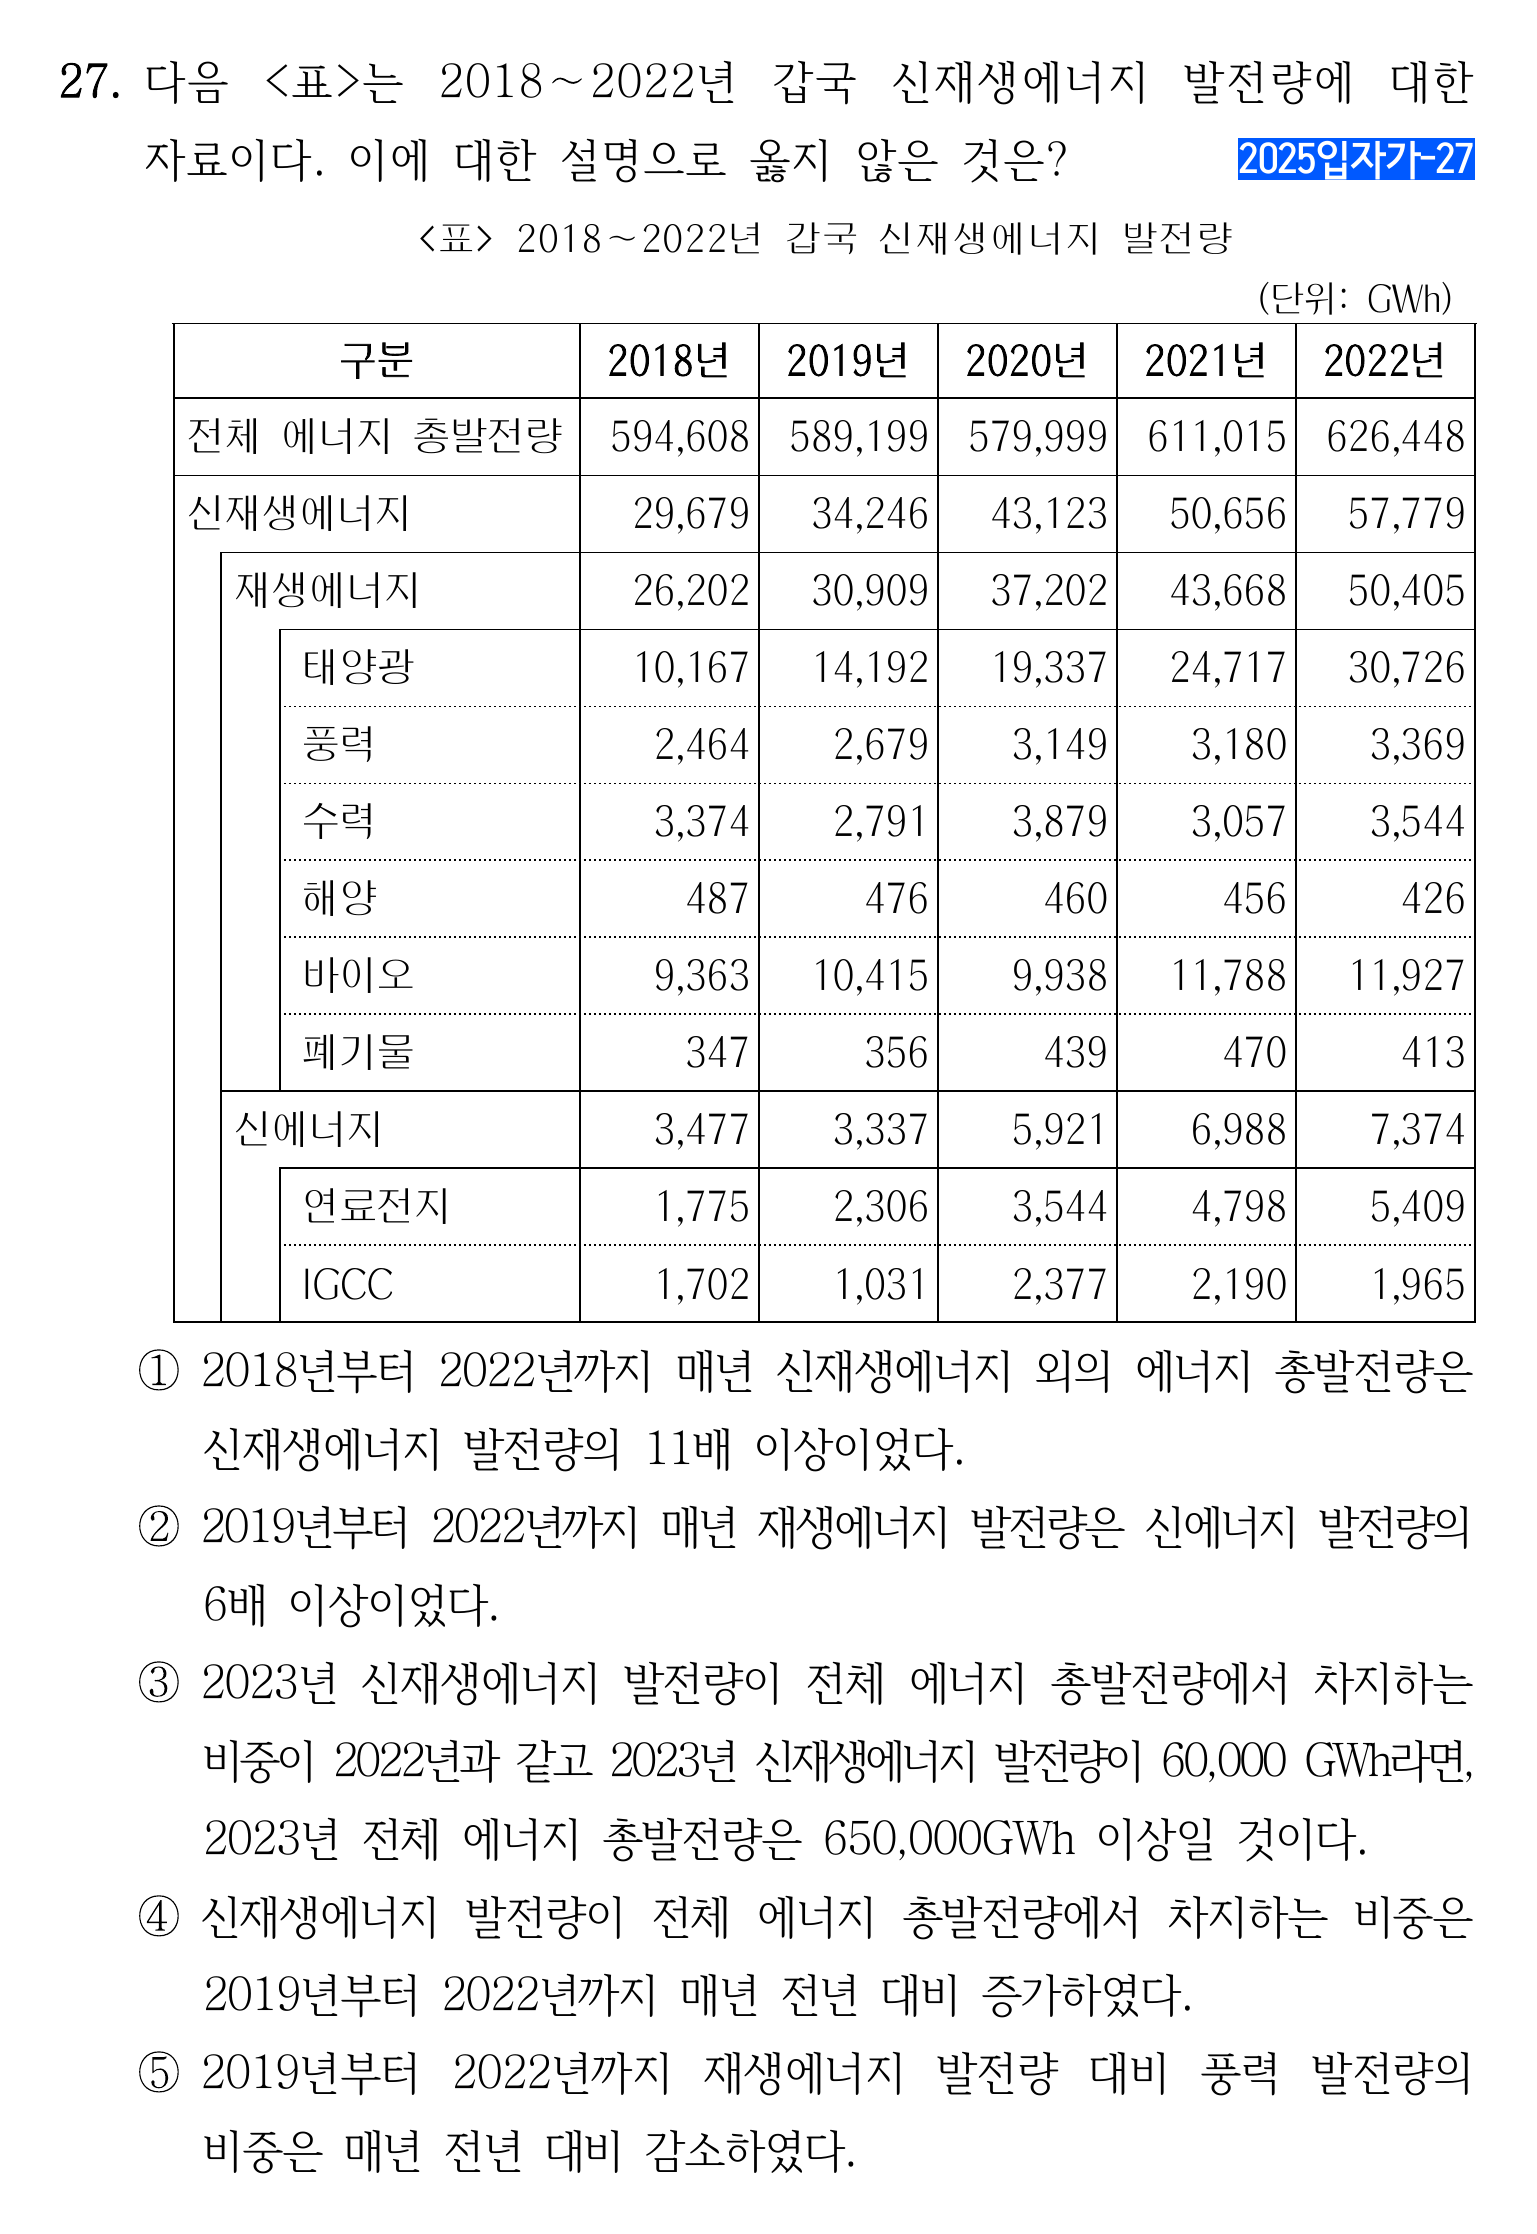 27. 다음 <표>는 2018~2022년 갑국 신재생에너지 발전량에 대한
자료이다. 이에 대한 설명으로 옳지 않은 것은?
2025입자가-27
<표> 2018~2022년 갑국 신재생에너지 발전량
(단위: GWh)
구분 2018년 2019년 2020년 2021년 2022년
전체 에너지 총발전량 594,608 589,199 579,999 611,015 626,448
신재생에너지 29,679 34,246 43,123 50,656 57,779
재생에너지 26,202 30,909 37,202 43,668 50,405
태양광 10,167 14,192 19,337 24,717 30,726
풍력 2,464 2,679 3,149 3,180 3,369
수력 3,374 2,791 3,879 3,057 3,544
해양 487 476 460 456 426
바이오 9,363 10,415 9,938 11,788 11,927
폐기물 347 356 439 470 413
신에너지 3,477 3,337 5,921 6,988 7,374
연료전지 1,775 2,306 3,544 4,798 5,409
IGCC 1,702 1,031 2,377 2,190 1,965
① 2018년부터 2022년까지 매년 신재생에너지 외의 에너지 총발전량은
신재생에너지 발전량의 11배 이상이었다.
② 2019년부터 2022년까지 매년 재생에너지 발전량은 신에너지 발전량의
6배 이상이었다.
③ 2023년 신재생에너지 발전량이 전체 에너지 총발전량에서 차지하는
비중이 2022년과 같고 2023년 신재생에너지 발전량이 60,000 GWh라면,
2023년 전체 에너지 총발전량은 650,000GWh 이상일 것이다.
④ 신재생에너지 발전량이 전체 에너지 총발전량에서 차지하는 비중은
2019년부터 2022년까지 매년 전년 대비 증가하였다.
⑤ 2019년부터 2022년까지 재생에너지 발전량 대비 풍력 발전량의
비중은 매년 전년 대비 감소하였다.